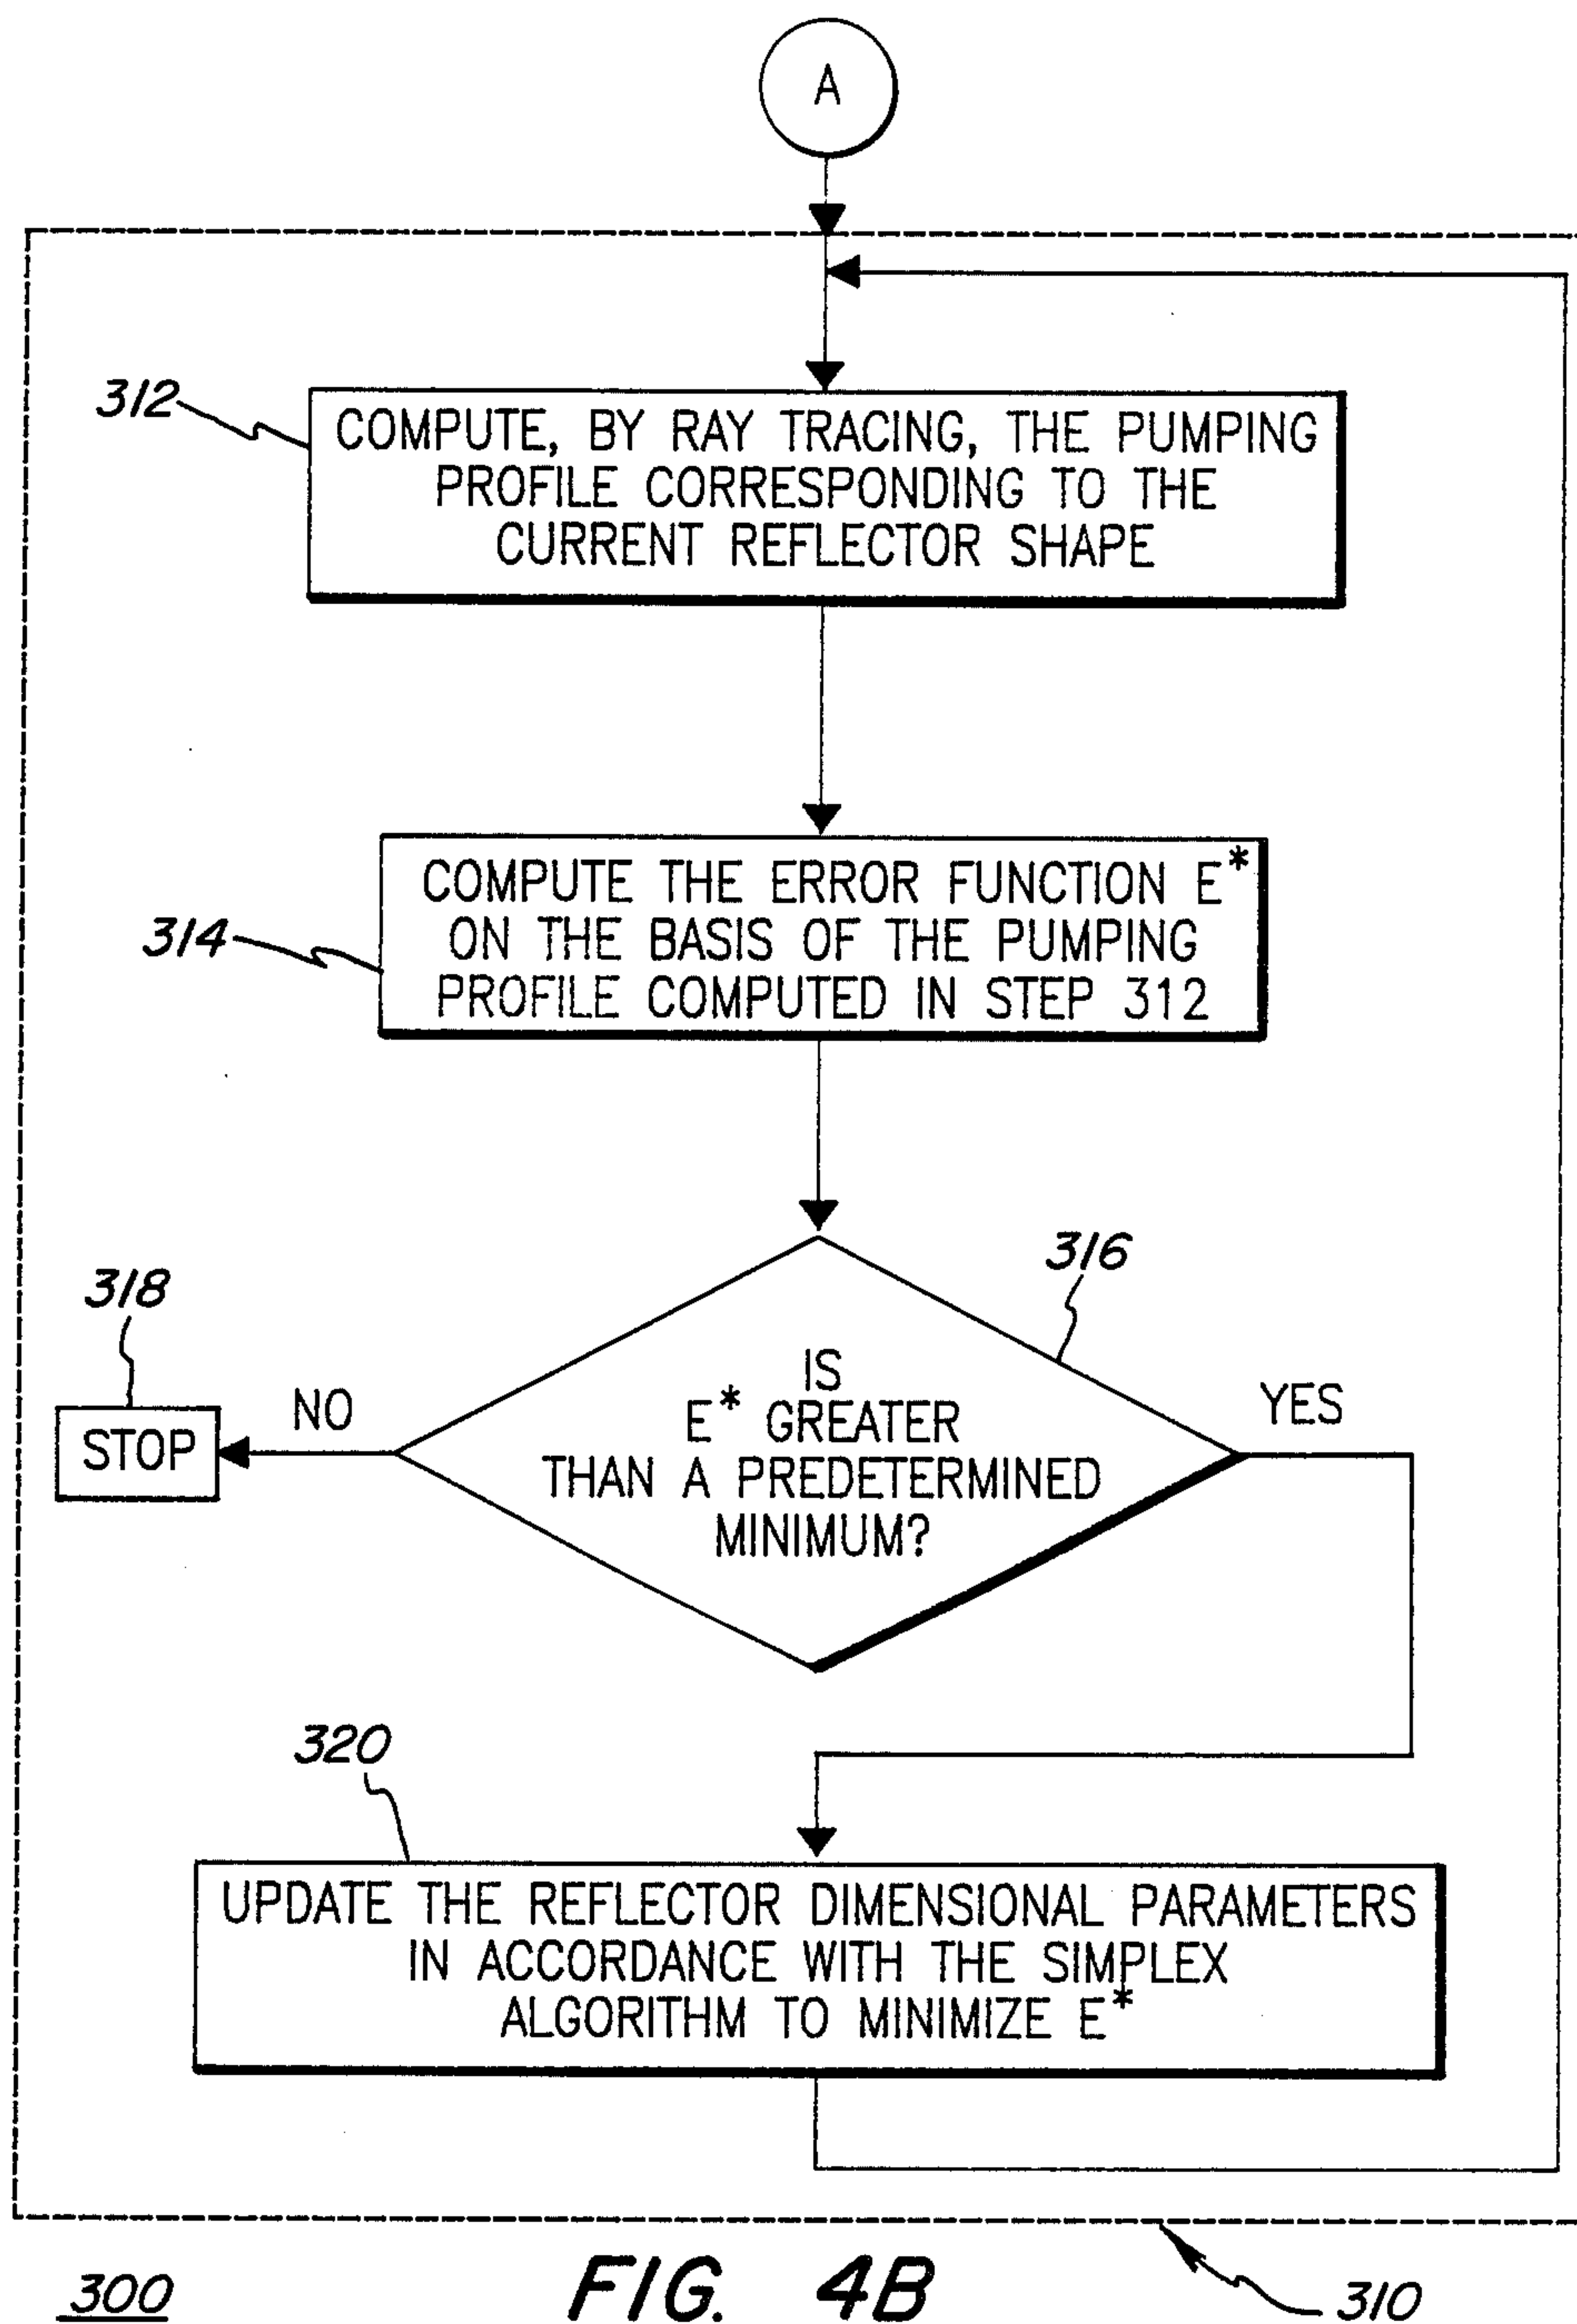 A
312
COMPUTE, BY RAY TRACING, THE PUMPING
PROFILE CORRESPONDING TO THE
CURRENT REFLECTOR SHAPE
314
COMPUTE THE ERROR FUNCTION E*
ON THE BASIS OF THE PUMPING
PROFILE COMPUTED IN STEP 312
316
318
IS
E* GREATER
THAN A PREDETERMINED
MINIMUM?
NO
YES
STOP
320
UPDATE THE REFLECTOR DIMENSIONAL PARAMETERS
IN ACCORDANCE WITH THE SIMPLEX
ALGORITHM TO MINIMIZE E*
300
FIG. 4B
310